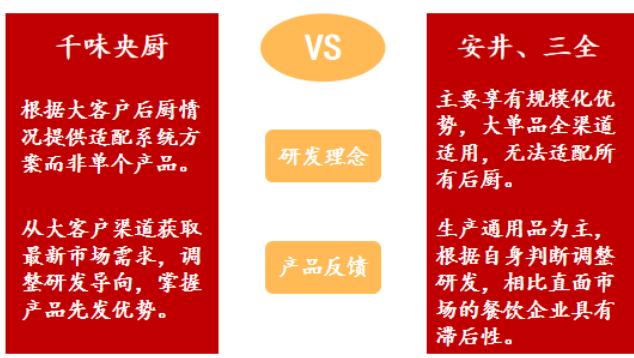 千味央厨
VS
安井、三全
根据大客户后厨情
况提供适配系统方
案而非单个产品。
研发理念
主要享有规模化优
势，大单品全渠道
适用，无法适配所
有后厨。
从大客户渠道获取
最新市场需求，调
整研发导向，掌握
产品先发优势。
产品反馈
生产通用品为主，
根据自身判断调整
研发，相比直面市
场的餐饮企业具有
滞后性。